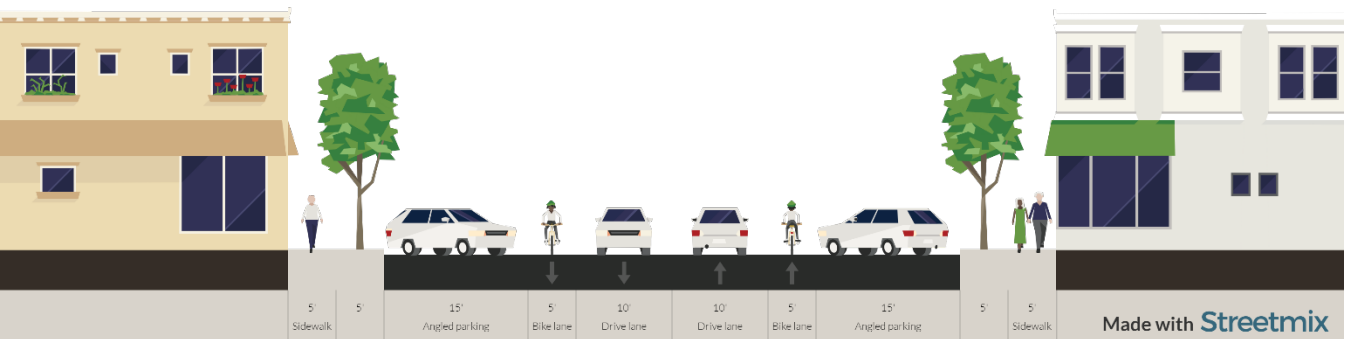 5' 5' 15' 5' 10' 10' 5' 15' 5' 5'
Sidewalk Angled parking Bike lane Drive lane Drive lane Bike lane Angled parking Sidewalk
Made with Streetmix